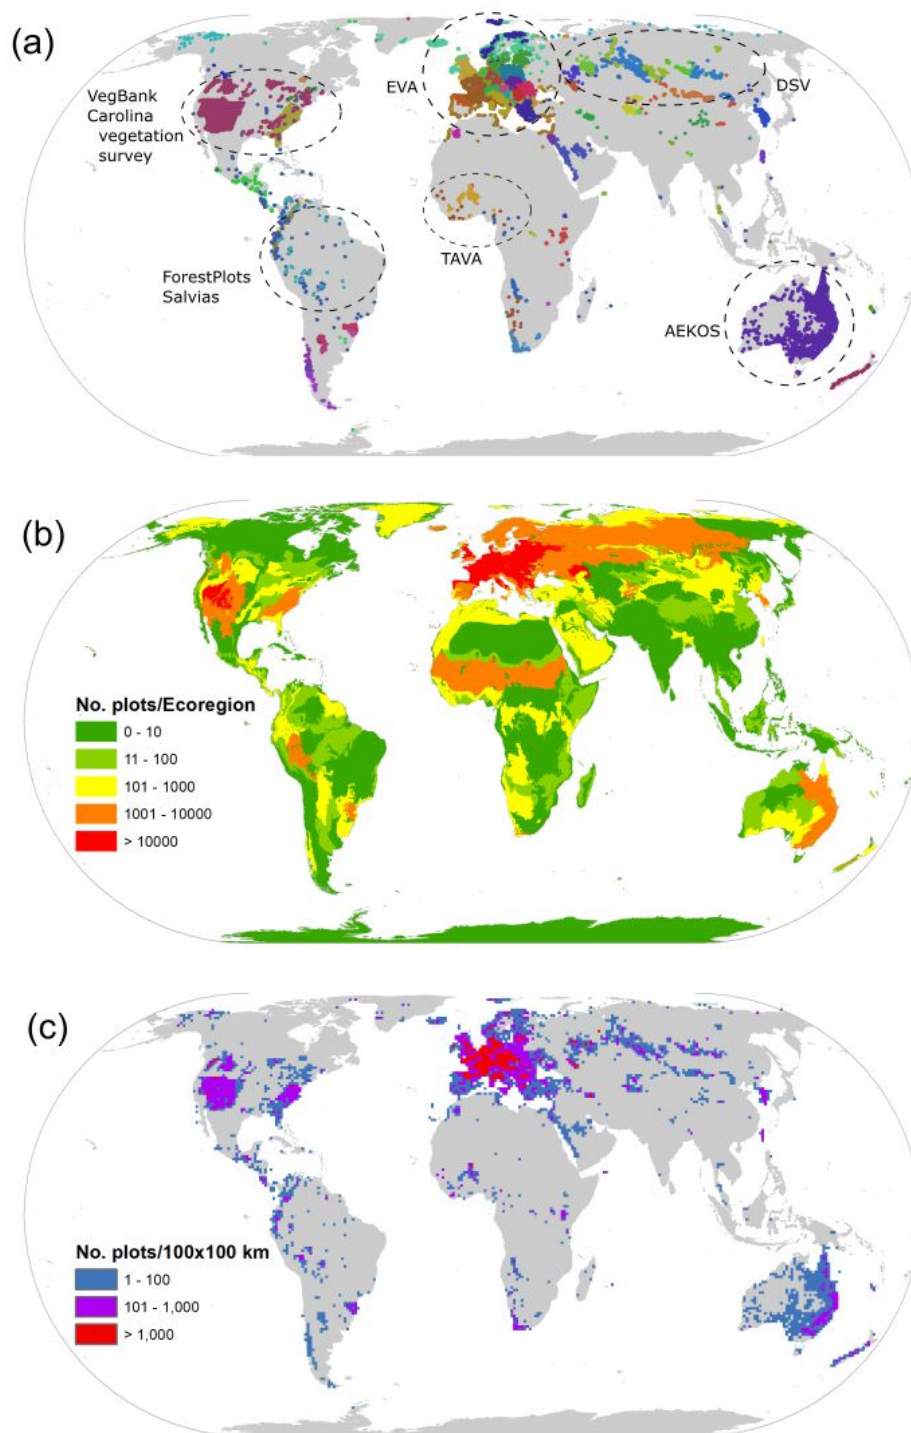 (a)
VegBank
Carolina
vegetation
survey
EVA
DSV
TAVA
ForestPlots
Salvias
AEKOS
(b)
No. plots/Ecoregion
0 - 10
11 - 100
101 - 1000
1001 - 10000
> 10000
(c)
No. plots/100x100 km
1 - 100
101 - 1,000
> 1,000